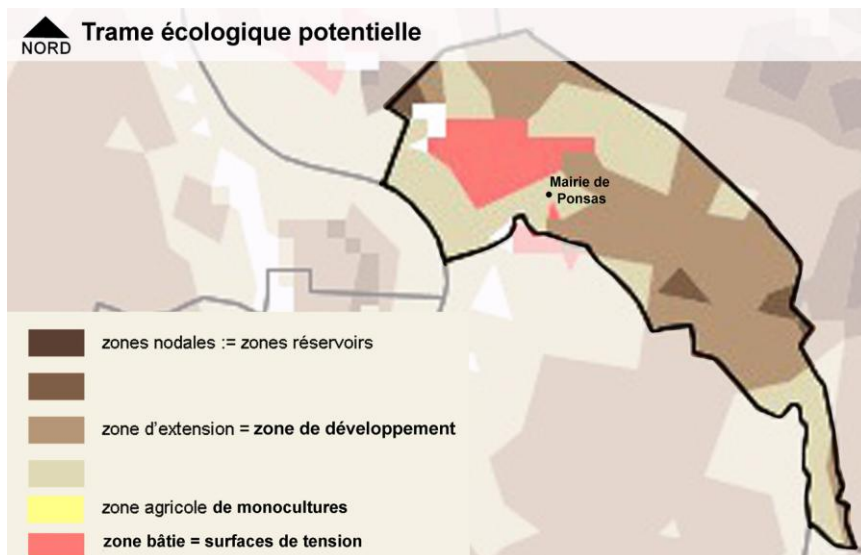 NORD
Trame écologique potentielle
Mairie de
Ponsas
zones nodales := zones réservoirs
zone d'extension = zone de développement
zone agricole de monocultures
zone bâtie = surfaces de tension